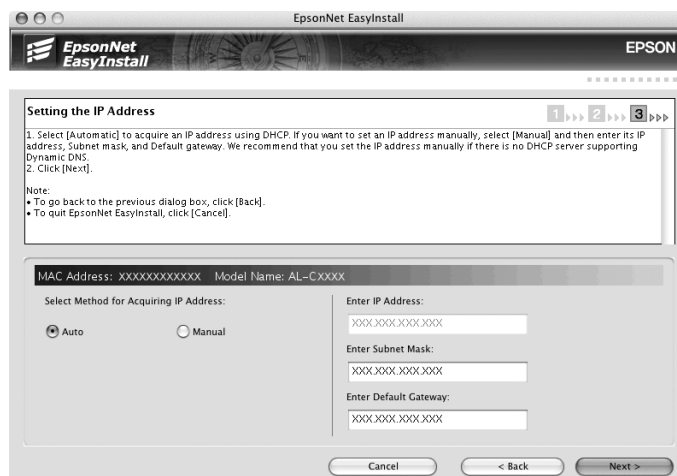 EpsonNet EasyInstall
EpsonNet
EasyInstall
EPSON
Setting the IP Address
1 2 3
1. Select [Automatic] to acquire an IP address using DHCP. If you want to set an IP address manually, select [Manual] and then enter its IP
address, Subnet mask, and Default gateway. We recommend that you set the IP address manually if there is no DHCP server supporting
Dynamic DNS.
2. Click [Next].
Note:
• To go back to the previous dialog box, click [Back].
• To quit EpsonNet EasyInstall, click [Cancel].
MAC Address: XXXXXXXXXXXX Model Name: AL-CXXXX
Select Method for Acquiring IP Address:
Auto
Manual
Enter IP Address:
XXX.XXX.XXX.XXX
Enter Subnet Mask:
XXX.XXX.XXX.XXX
Enter Default Gateway:
XXX.XXX.XXX.XXX
Cancel
< Back
Next >